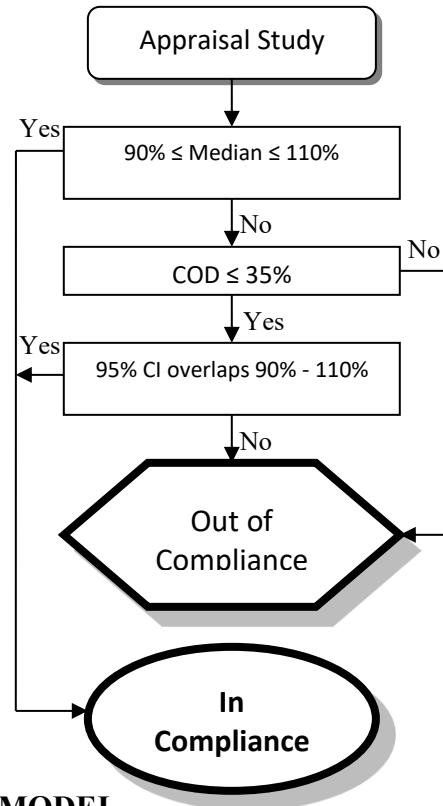 Appraisal Study
Yes
90% ≤ Median ≤ 110%
No
No
COD ≤ 35%
Yes
Yes
95% CI overlaps 90% - 110%
No
Out of
Compliance
In
Compliance
MODEL